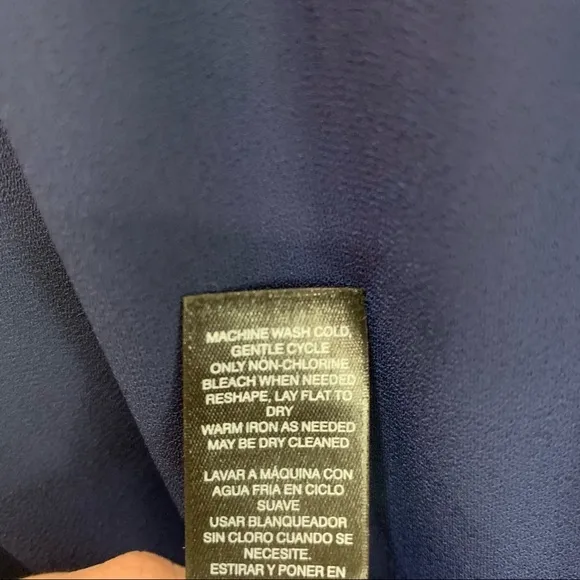 MACHINE WASH COLD
GENTLE CYCLE
ONLY NON-CHLORINE
BLEACH WHEN NEEDED
RESHAPE, LAY FLAT TO
DRY
WARM IRON AS NEEDED
MAY BE DRY CLEANED
LAVAR A MÁQUINA CON
AGUA FRIA EN CICLO
SUAVE
USAR BLANQUEADOR
SIN CLORO CUANDO SE
NECESITE.
ESTIRAR Y PONER EN